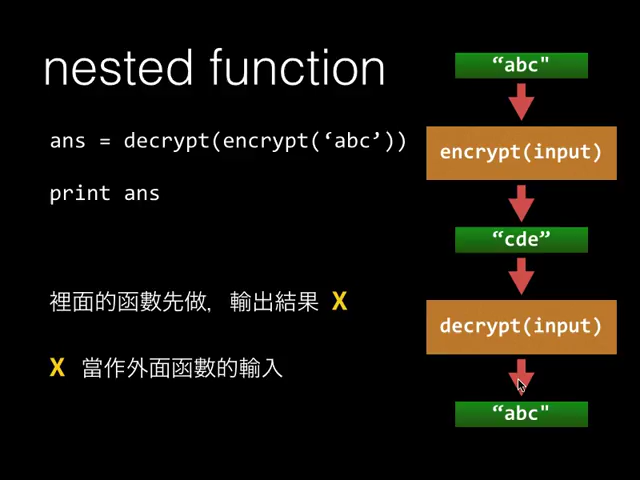 nested function
ans = decrypt(encrypt(‘abc’))
print ans
裡面的函數先做，輸出結果 X
X 當作外面函數的輸入
“abc"
encrypt(input)
“cde”
decrypt(input)
“abc"